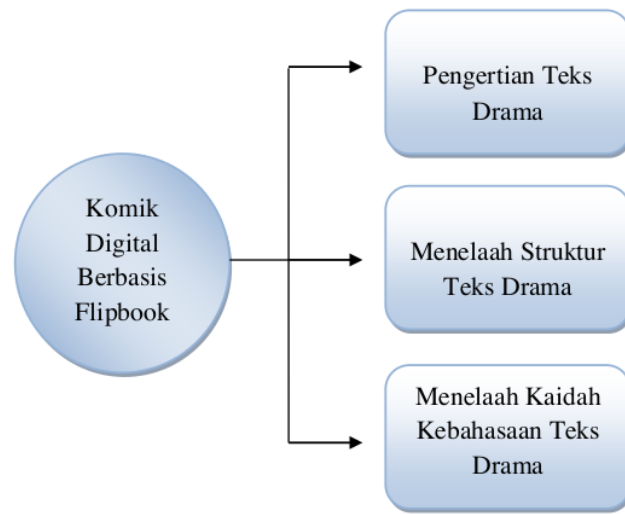 Komik
Digital
Berbasis
Flipbook
Pengertian Teks
Drama
Menelaah Struktur
Teks Drama
Menelaah Kaidah
Kebahasaan Teks
Drama